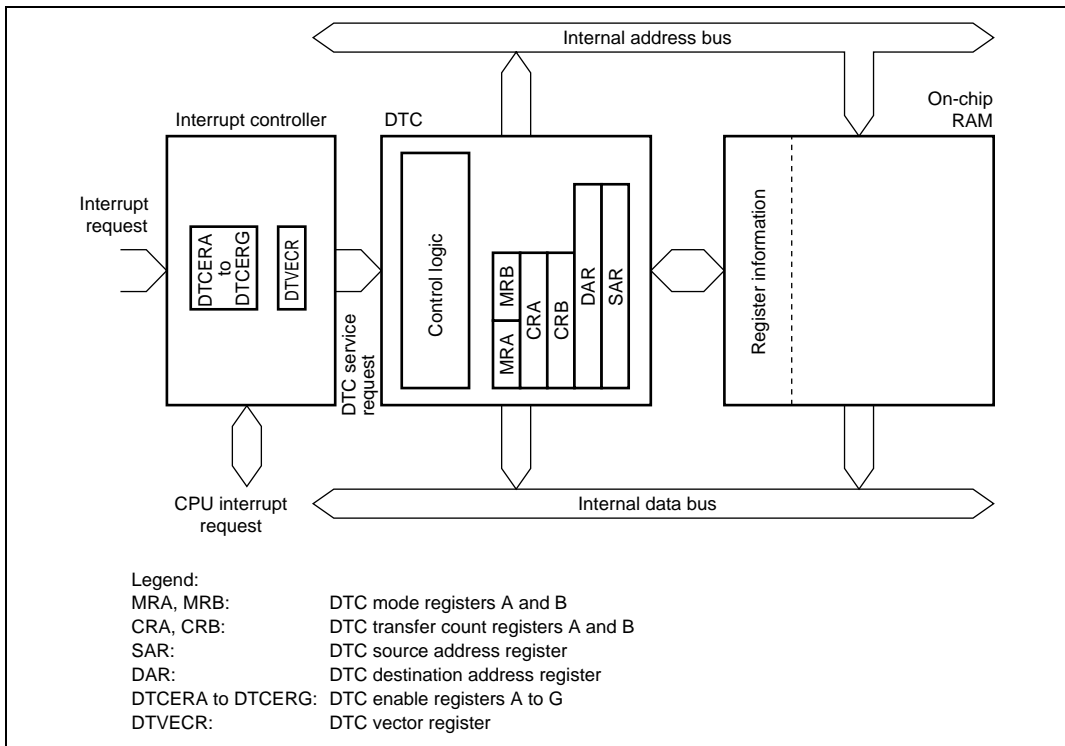 Internal address bus
On-chip
RAM
Interrupt controller
DTC
Interrupt
request
DTCERA
to
DTCERG
DTVECR
DTC service
request
Control logic
MRA
MRB
CRA
CRB
DAR
SAR
Register information
CPU interrupt
request
Internal data bus
Legend:
MRA, MRB: DTC mode registers A and B
CRA, CRB: DTC transfer count registers A and B
SAR: DTC source address register
DAR: DTC destination address register
DTCERA to DTCERG: DTC enable registers A to G
DTVECR: DTC vector register